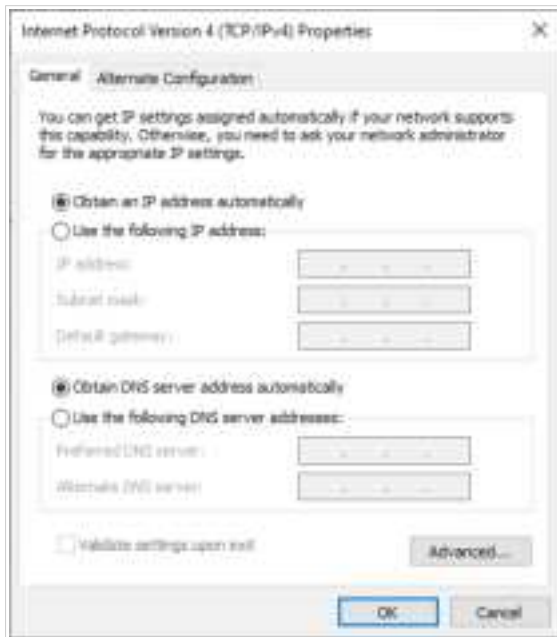 Internet Protocol Version 4 (TCP/IPv4) Properties
General
Alternate Configuration
You can get IP settings assigned automatically if your network supports
this capability. Otherwise, you need to ask your network administrator
for the appropriate IP settings.
Obtain an IP address automatically
Use the following IP address:
IP address:
Subnet mask:
Default gateway:
Obtain DNS server address automatically
Use the following DNS server addresses:
Preferred DNS server:
Alternate DNS server:
Validate settings upon exit
Advanced...
OK
Cancel